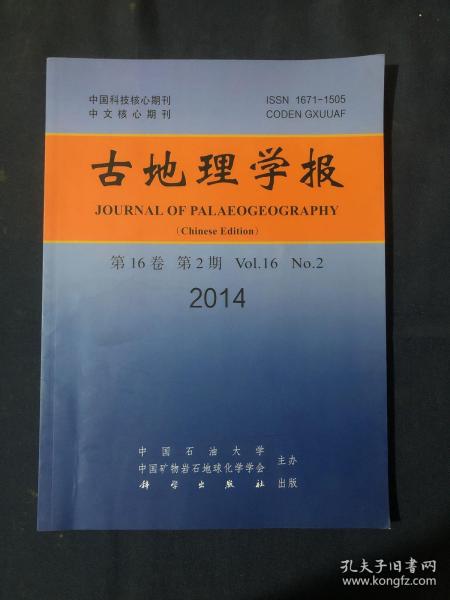 中国科技核心期刊
中文核心期刊
ISSN 1671-1505
CODEN GXUUAF
古地理学报
JOURNAL OF PALAEOGEOGRAPHY
(Chinese Edition)
第16卷 第2期 Vol.16 No.2
2014
中国石油大学
中国矿物岩石地球化学学会 主办
科学出版社 出版
孔夫子旧书网
www.kongfz.com